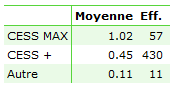 Moyenne Eff.
CESS MAX 1.02 57
CESS + 0.45 430
Autre 0.11 11